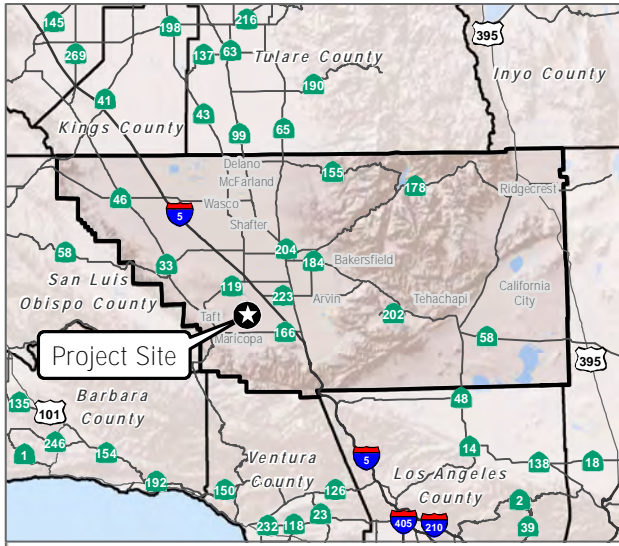 145
198
216
395
269
137
63
Tulare County
Inyo County
190
41
43
Kings County
99
65
Delano
155
McFarland
178
Ridgecrest
46
Wasco
5
Shafter
58
204
184
Bakersfield
33
San Luis
Obispo County
119
223
Arvin
Tehachapi
California
City
Taft
202
166
Maricopa
58
Project Site
395
Barbara
County
48
135
101
246
1
154
Ventura
County
14
5
138
18
Los Angeles
County
192
150
126
2
23
232
118
405
210
39